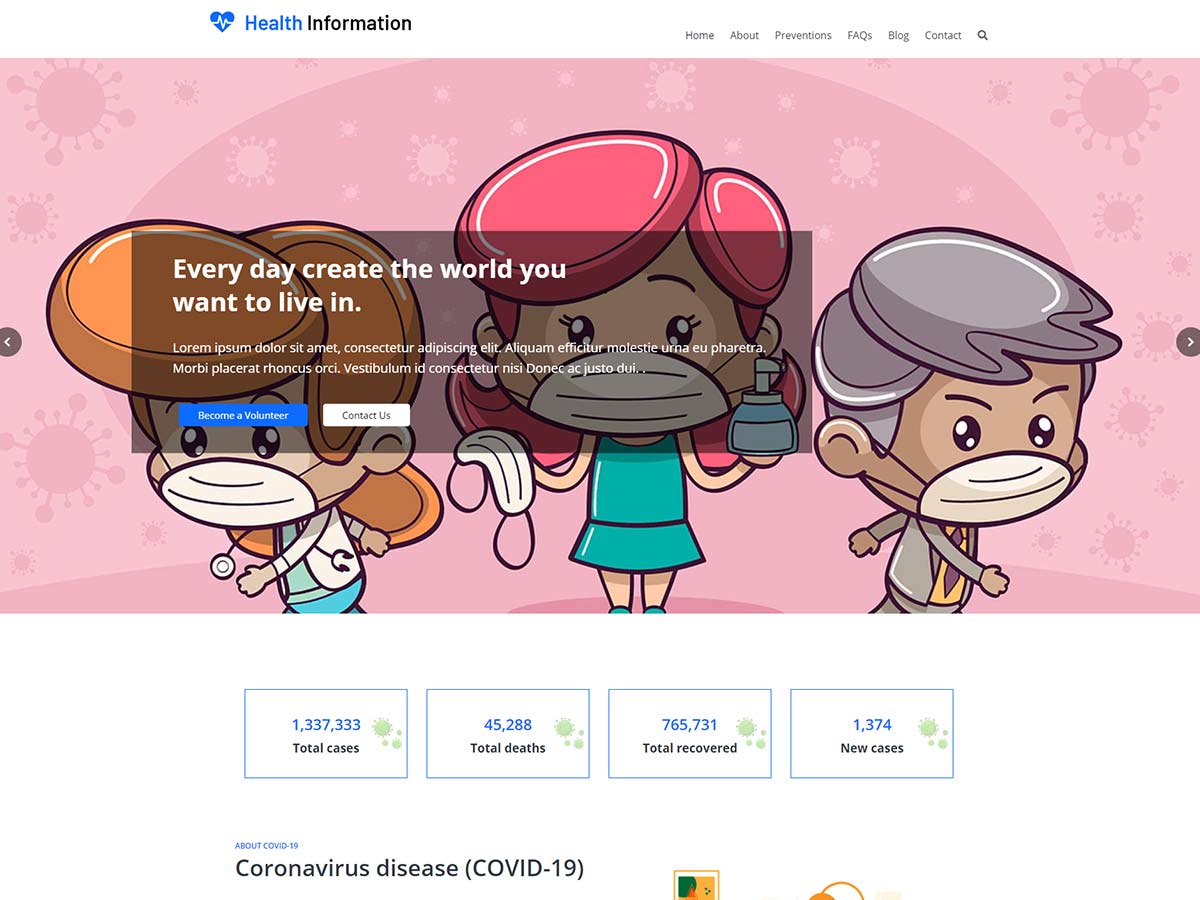 Health Information
Home About Preventions FAQs Blog Contact
Every day create the world you
want to live in.
Lorem ipsum dolor sit amet, consectetur adipiscing elit. Aliquam efficitur molestie urna eu pharetra.
Morbi placerat rhoncus orci. Vestibulum id consectetur nisi Donec ac justo dui. .
Become a Volunteer Contact Us
1,337,333 45,288 765,731 1,374
Total cases Total deaths Total recovered New cases
ABOUT COVID-19
Coronavirus disease (COVID-19)